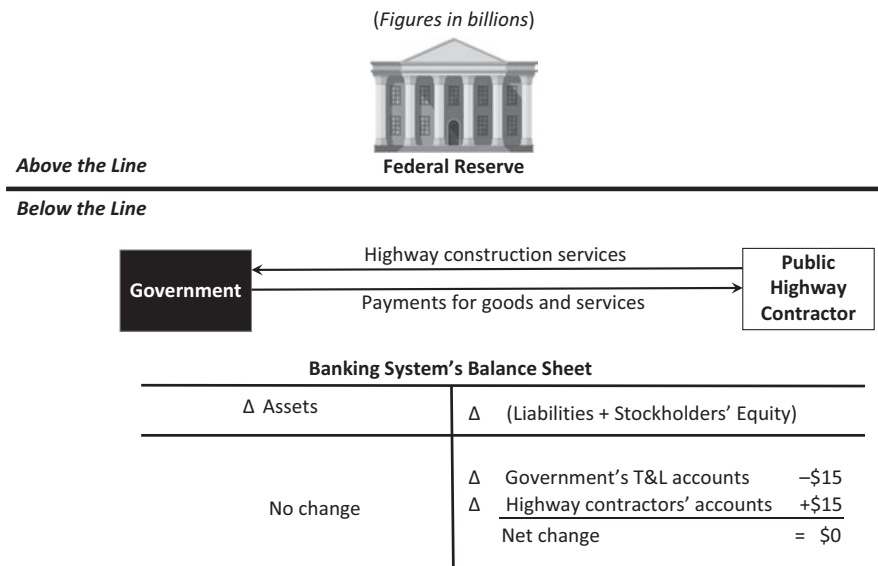 (Figures in billions)
Federal Reserve
Above the Line
Below the Line
Highway construction services
Government
Payments for goods and services
Public
Highway
Contractor
Banking System's Balance Sheet
Δ Assets
Δ (Liabilities + Stockholders' Equity)
No change
Δ Government's T&L accounts –$15
Δ Highway contractors' accounts +$15
Net change = $0